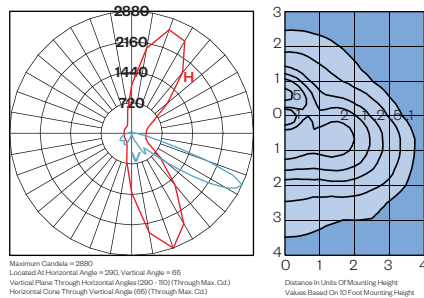 2880
2160
1440
720
H
V
Maximum Candela = 2880
Located At Horizontal Angle = 290, Vertical Angle = 65
Vertical Plane Through Horizontal Angles (290 - 110) (Through Max. Cd.)
Horizontal Cone Through Vertical Angle (65) (Through Max. Cd.)
3
2
1
0
1
2
3
4
5
2 .1 .2 .5 .1
0 1 2 3 4
Distance In Units Of Mounting Height
Values Based On 10 Foot Mounting Height